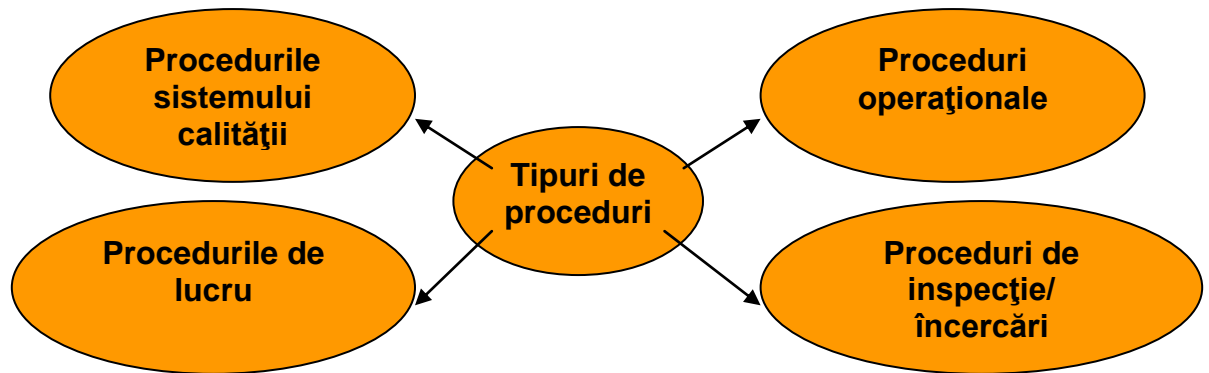 Procedurile
sistemului
calităţii
Proceduri
operaţionale
Tipuri de
proceduri
Procedurile de
lucru
Proceduri de
inspecţie/
încercări